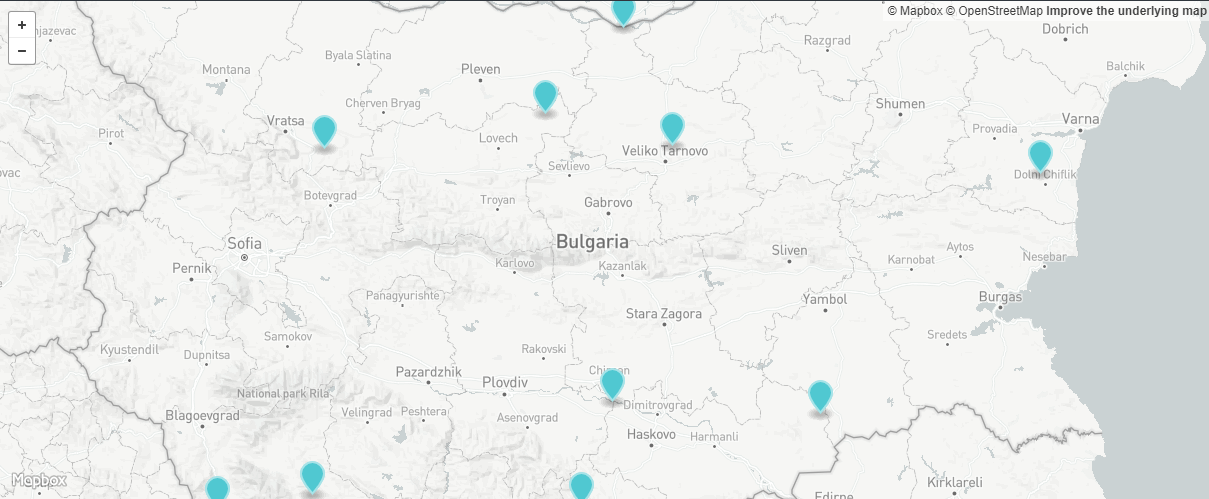 +
−
© Mapbox © OpenStreetMap Improve the underlying map
Dobrich
Razgrad
Byala Slatina
Pleven
Montana
Balchik
Cherven Bryag
Shumen
Vratsa
Varna
Provadia
Pirot
Lovech
Veliko Tarnovo
Sevlievo
Dolni Chiflik
Botevgrad
Troyan
Gabrovo
Sofia
Bulgaria
Sliven
Aytos
Nesebar
Karnobat
Pernik
Karlovo
Kazanlak
Panagyurishte
Yambol
Burgas
Stara Zagora
Samokov
Sredets
Kyustendil
Dupnitsa
Rakovski
Pazardzhik
Plovdiv
National park Rila
Dimitrovgrad
Blagoevgrad
Velingrad
Peshtera
Asenovgrad
Haskovo
Harmanli
Mapbox
Kirklareli
Edirne